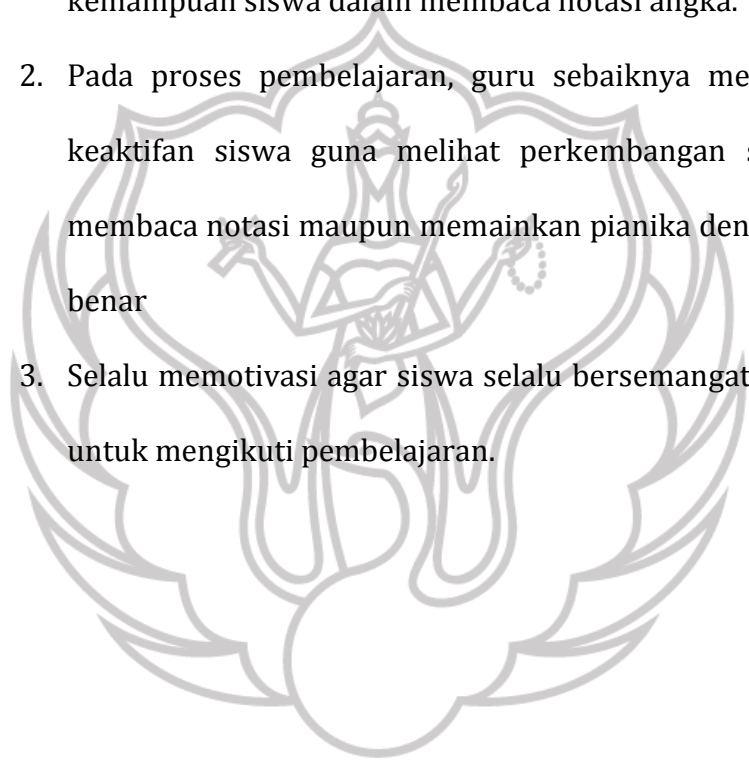 kemampuan siswa dalam membaca notasi angka.
2. Pada proses pembelajaran, guru sebaiknya
keaktifan siswa guna melihat perkembangan
membaca notasi maupun memainkan pianika
benar
3. Selalu memotivasi agar siswa selalu bersemangat
untuk mengikuti pembelajaran.